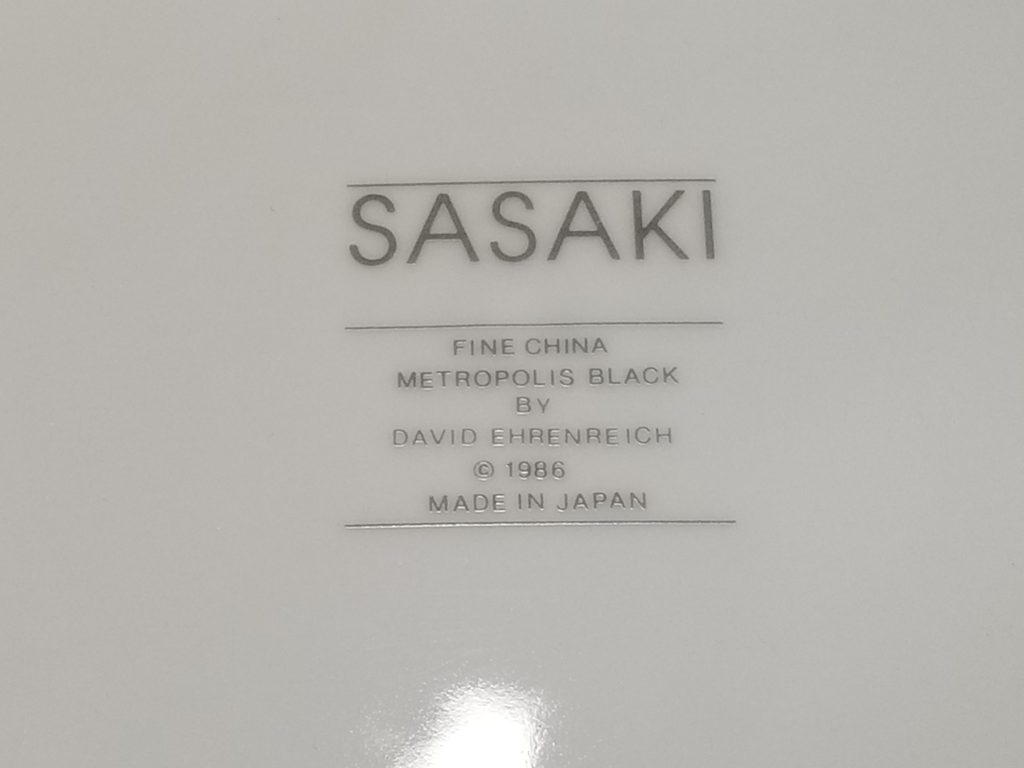 SASAKI
FINE CHINA
METROPOLIS BLACK
BY
DAVID EHRENREICH
© 1986
MADE IN JAPAN